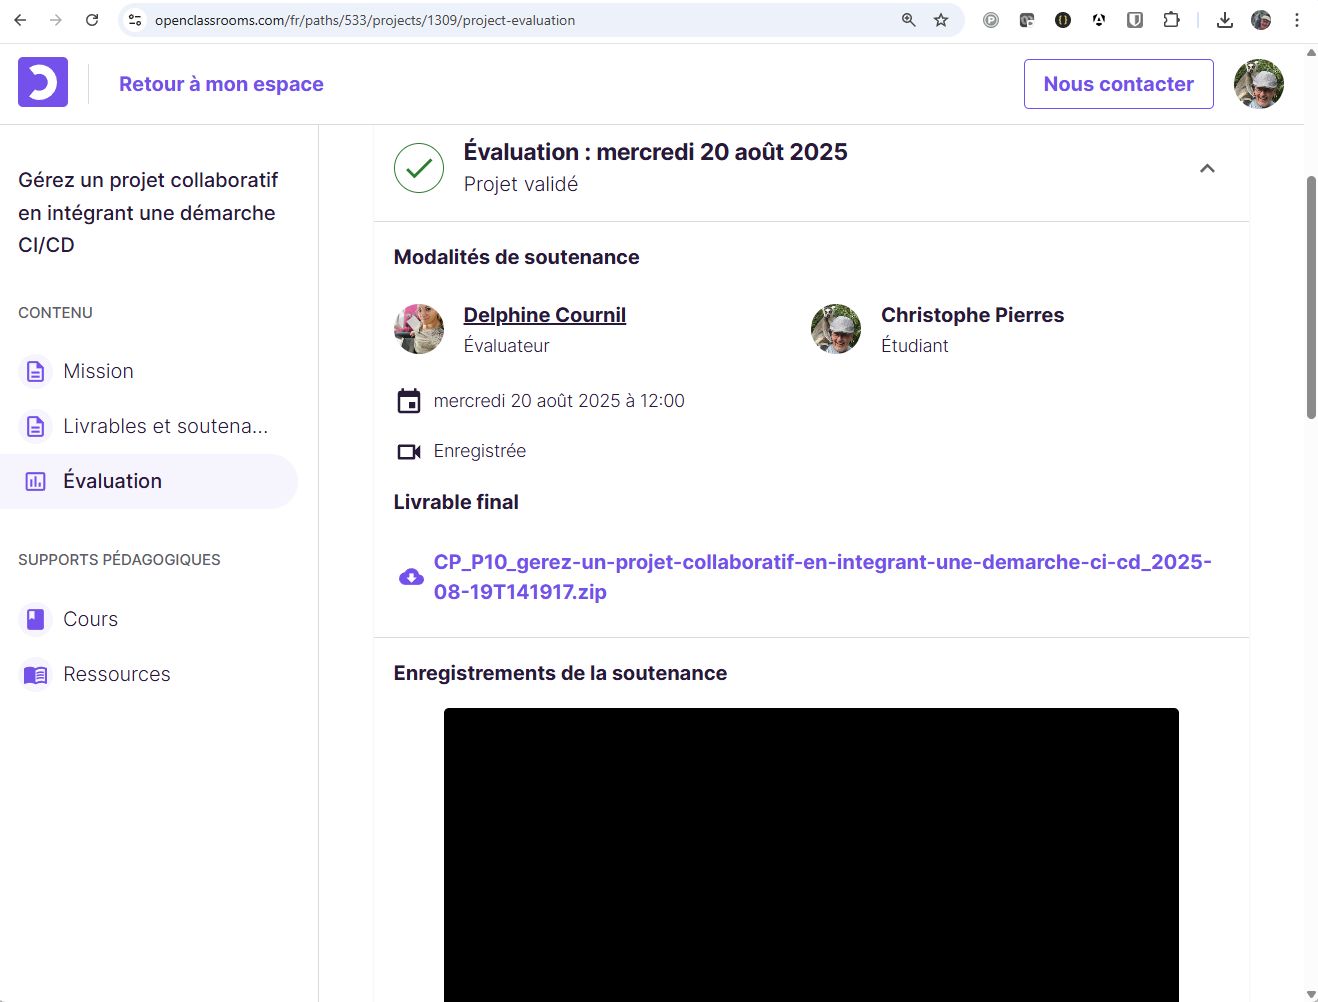 openclassrooms.com/fr/paths/533/projects/1309/project-evaluation
Retour à mon espace
Nous contacter
Gérez un projet collaboratif
en intégrant une démarche
CI/CD
CONTENU
Mission
Livrables et soutena...
Évaluation
SUPPORTS PÉDAGOGIQUES
Cours
Ressources
Évaluation : mercredi 20 août 2025
Projet validé
Modalités de soutenance
Delphine Cournil
Évaluateur
Christophe Pierres
Étudiant
mercredi 20 août 2025 à 12:00
Enregistrée
Livrable final
CP_P10_gerez-un-projet-collaboratif-en-integrant-une-demarche-ci-cd_2025-
08-19T141917.zip
Enregistrements de la soutenance